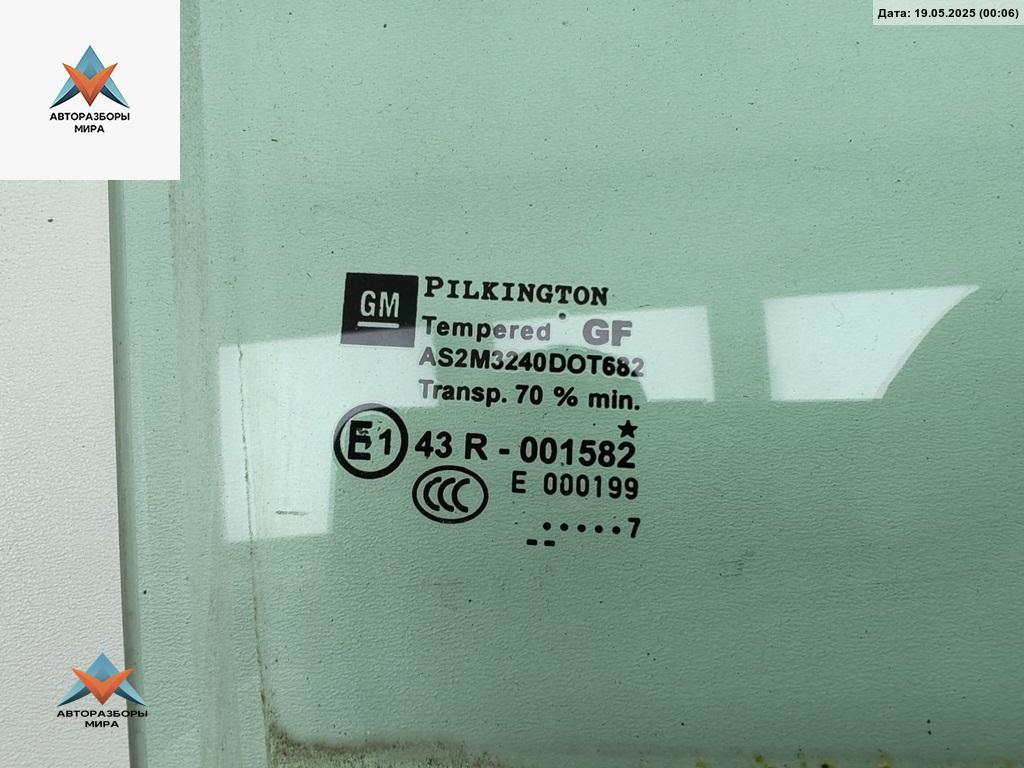 Дата: 19.05.2025 (00:06)
АВТОРАЗБОРЫ
МИРА
GM
PILKINGTON
Tempered GF
AS2M3240DOT682
Transp. 70 % min.
E1 43 R - 001582
CCC E 000199
.....7
АВТОРАЗБОРЫ
МИРА